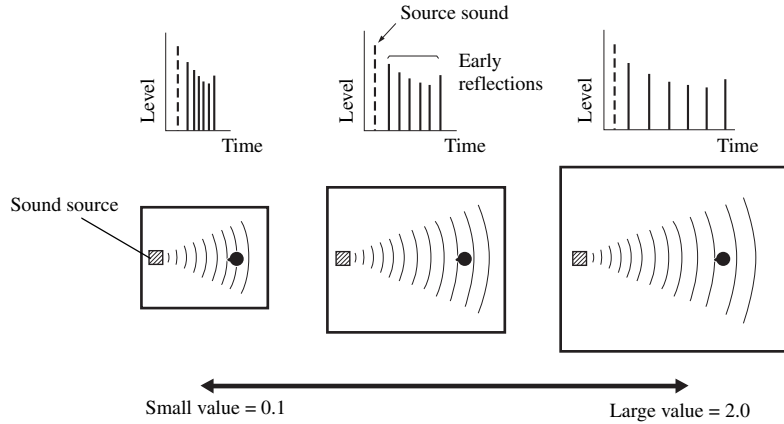 Source sound
Early
reflections
Level
Time
Level
Time
Level
Time
Sound source
Small value = 0.1
Large value = 2.0